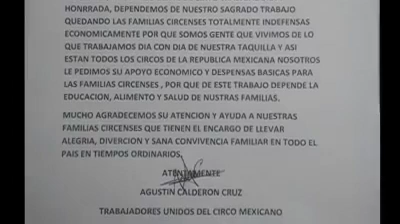 HONRRADA, DEPENDEMOS DE NUESTRO SAGRADO TRABAJO
QUEDANDO LAS FAMILIAS CIRCENSES TOTALMENTE INDEFENSAS
ECONOMICAMENTE POR QUE SOMOS GENTE QUE VIVIMOS DE LO
QUE TRABAJAMOS DIA CON DIA DE NUESTRA TAQUILLA Y ASI
ESTAN TODOS LOS CIRCOS DE LA REPUBLICA MEXICANA NOSOTROS
LE PEDIMOS SU APOYO ECONOMICO Y DESPENSAS BASICAS PARA
LAS FAMILIAS CIRCENSES , POR QUE DE ESTE TRABAJO DEPENDE LA
EDUCACION, ALIMENTO Y SALUD DE NUSTRAS FAMILIAS.
MUCHO AGRADECEMOS SU ATENCION Y AYUDA A NUESTRAS
FAMILIAS CIRCENSES QUE TIENEN EL ENCARGO DE LLEVAR
ALEGRIA, DIVERCION Y SANA CONVIVENCIA FAMILIAR EN TODO EL
PAIS EN TIEMPOS ORDINARIOS.
ATENTAMENTE
AGUSTIN CALDERON CRUZ
TRABAJADORES UNIDOS DEL CIRCO MEXICANO